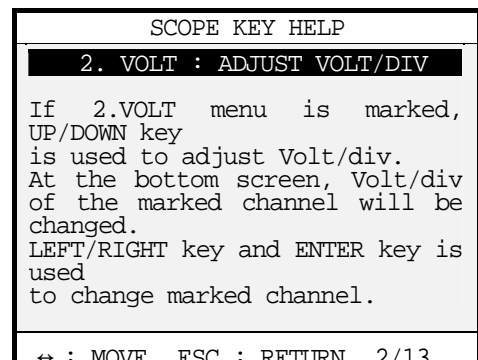 SCOPE KEY HELP
2. VOLT : ADJUST VOLT/DIV
If 2.VOLT menu is marked,
UP/DOWN key
is used to adjust Volt/div.
At the bottom screen, Volt/div
of the marked channel will be
changed.
LEFT/RIGHT key and ENTER key is
used
to change marked channel.
↔ : MOVE ESC : RETURN 2/13